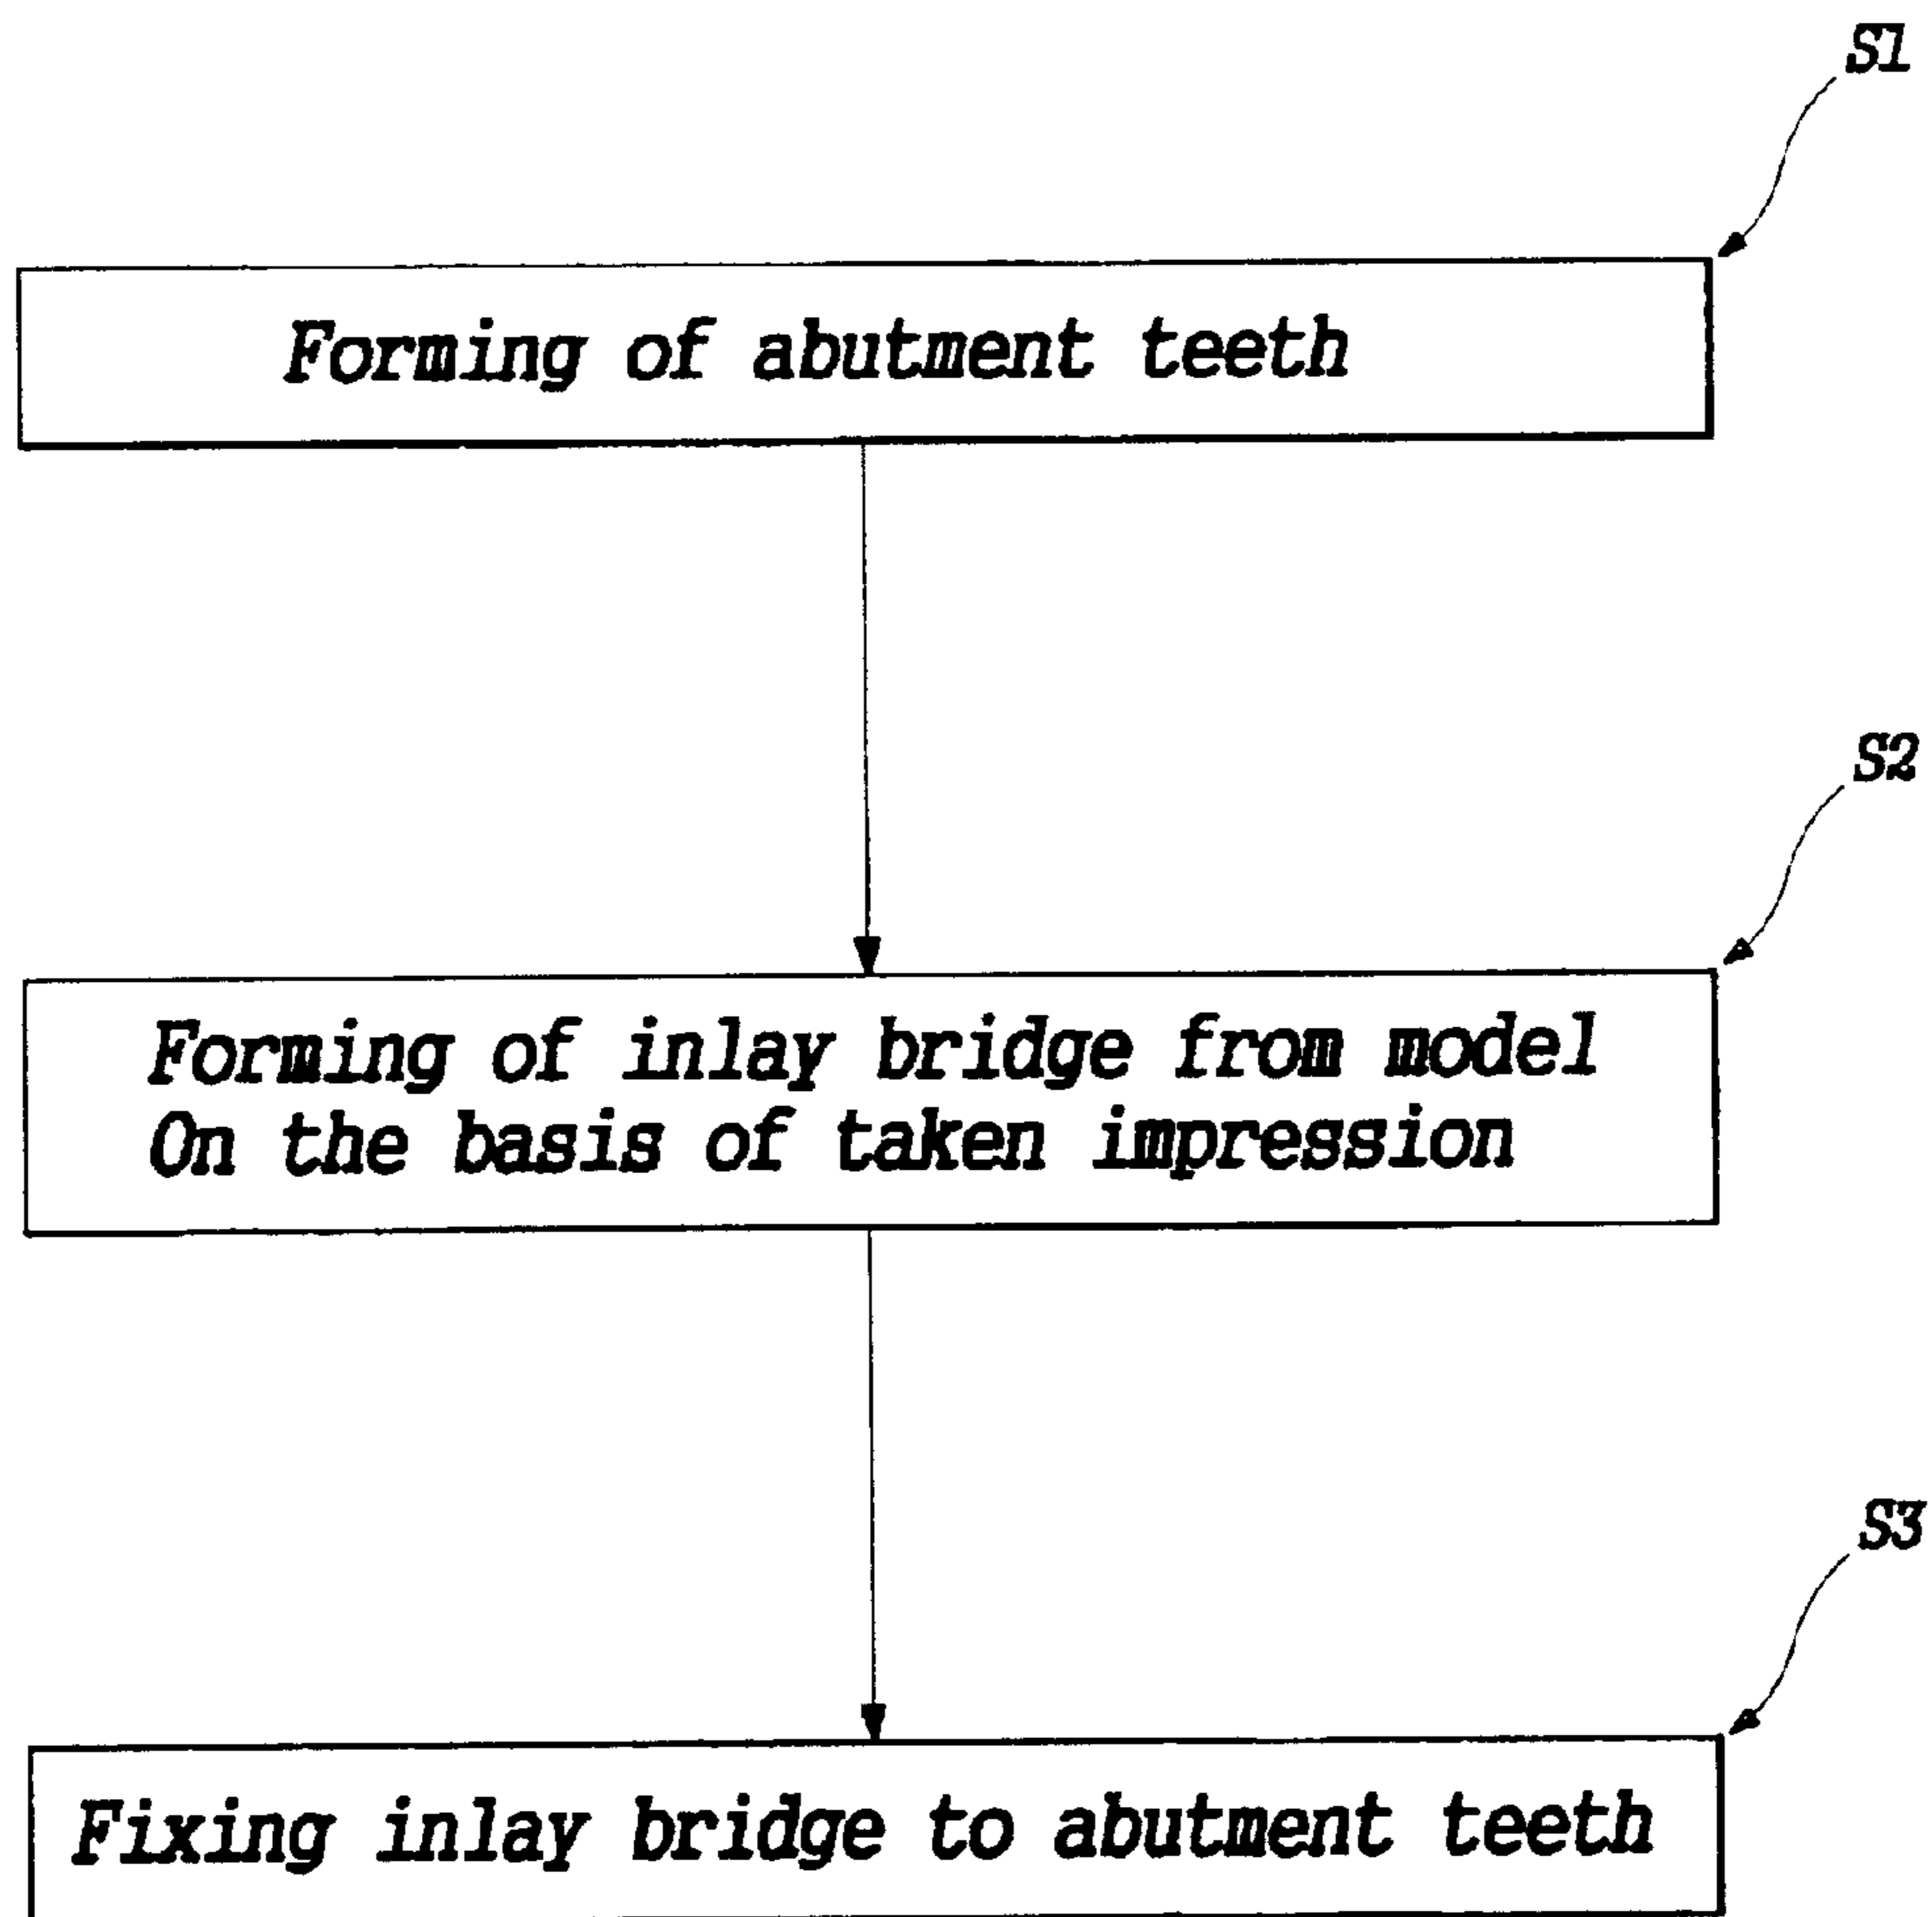 S1
Forming of abutment teeth
S2
Forming of inlay bridge from model
On the basis of taken impression
S3
Fixing inlay bridge to abutment teeth